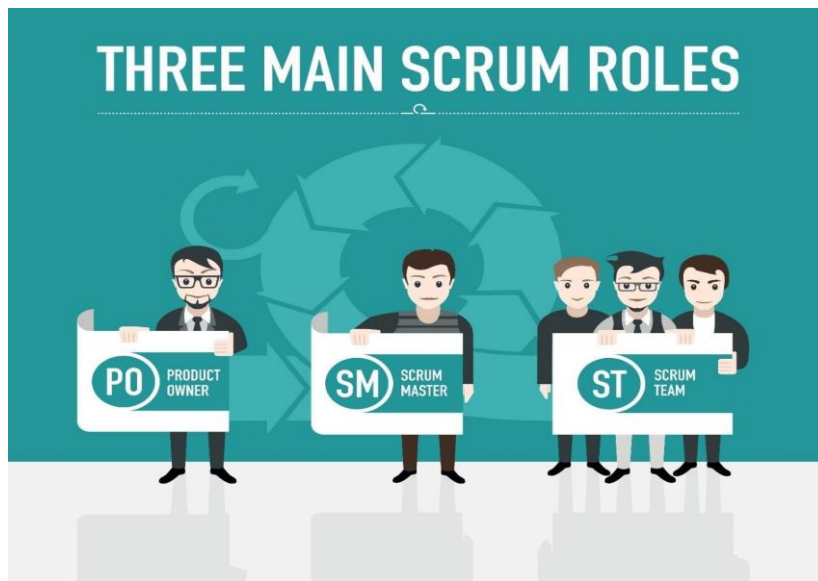 THREE MAIN SCRUM ROLES
PO
PRODUCT
OWNER
SM
SCRUM
MASTER
ST
SCRUM
TEAM